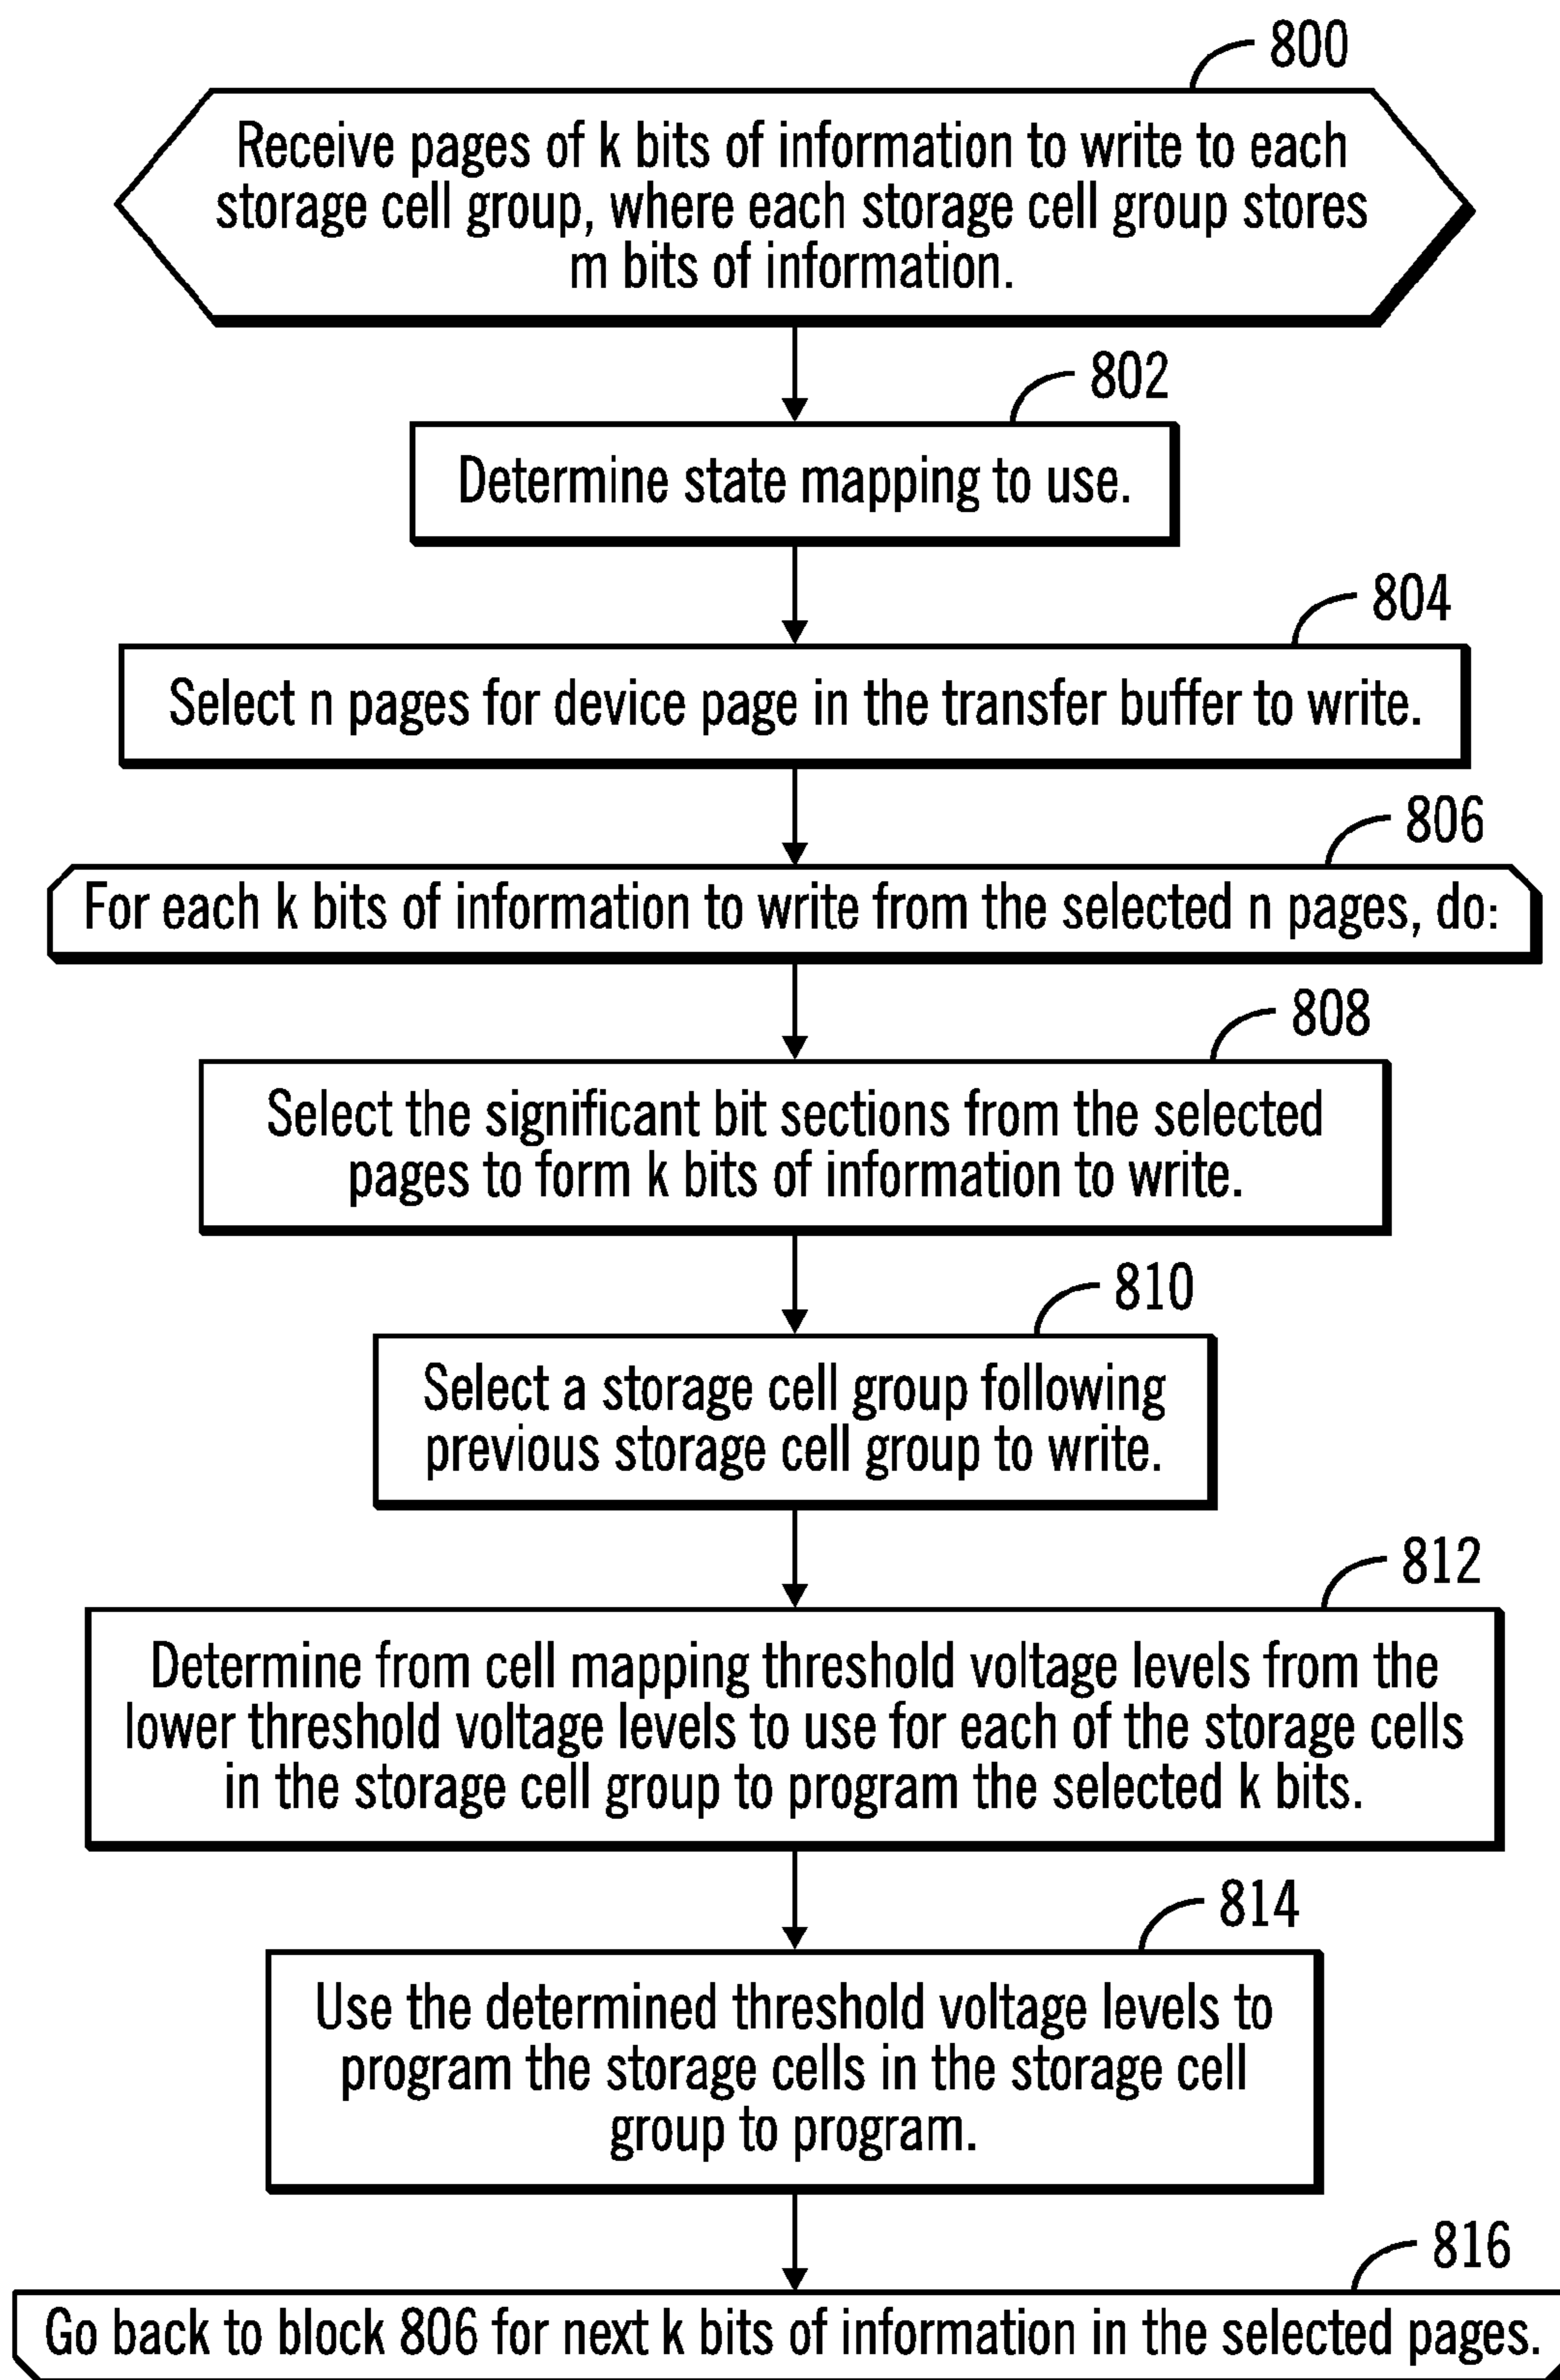 800
Receive pages of k bits of information to write to each
storage cell group, where each storage cell group stores
m bits of information.
802
Determine state mapping to use.
804
Select n pages for device page in the transfer buffer to write.
806
For each k bits of information to write from the selected n pages, do:
808
Select the significant bit sections from the selected
pages to form k bits of information to write.
810
Select a storage cell group following
previous storage cell group to write.
812
Determine from cell mapping threshold voltage levels from the
lower threshold voltage levels to use for each of the storage cells
in the storage cell group to program the selected k bits.
814
Use the determined threshold voltage levels to
program the storage cells in the storage cell
group to program.
816
Go back to block 806 for next k bits of information in the selected pages.